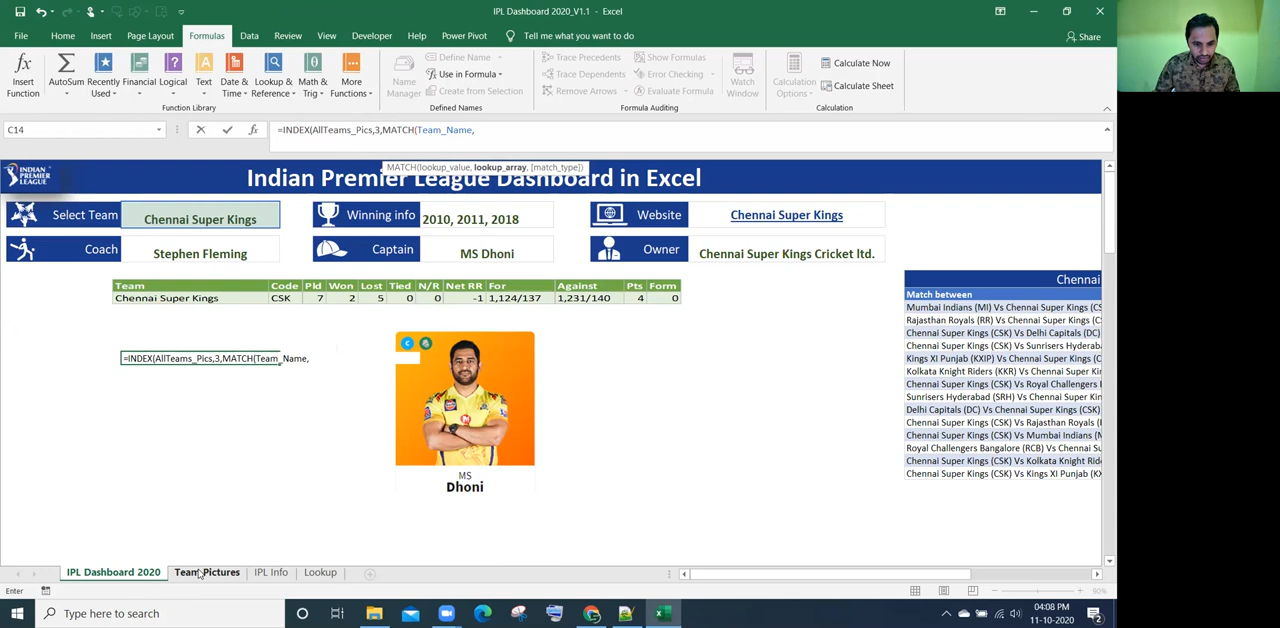 IPL Dashboard 2020_V1.1 - Excel
File Home Insert Page Layout Formulas Data Review View Developer Help Power Pivot Tell me what you want to do Share
Insert Function
AutoSum
Recently Used
Financial
Logical
Text
Date & Time
Lookup & Reference
Math & Trig
More Functions
Function Library
Name Manager
Define Name
Use in Formula
Create from Selection
Defined Names
Trace Precedents
Trace Dependents
Remove Arrows
Show Formulas
Error Checking
Evaluate Formula
Formula Auditing
Watch Window
Calculation Options
Calculate Now
Calculate Sheet
Calculation
C14 fx =INDEX(AllTeams_Pics,3,MATCH(Team_Name,
MATCH(lookup_value, lookup_array, [match_type])
INDIAN PREMIER LEAGUE
Indian Premier League Dashboard in Excel
Select Team Chennai Super Kings Winning info 2010, 2011, 2018 Website Chennai Super Kings
Coach Stephen Fleming Captain MS Dhoni Owner Chennai Super Kings Cricket ltd.
Team Code Pld Won Lost Tied N/R Net RR For Against Pts Form
Chennai Super Kings CSK 7 2 5 0 0 -1 1,124/137 1,231/140 4 0
Chennai
Match between
Mumbai Indians (MI) Vs Chennai Super Kings (CS
Rajasthan Royals (RR) Vs Chennai Super Kings (C
Chennai Super Kings (CSK) Vs Delhi Capitals (DC)
Chennai Super Kings (CSK) Vs Sunrisers Hyderab
Kings XI Punjab (KXIP) Vs Chennai Super Kings (C
Kolkata Knight Riders (KKR) Vs Chennai Super Ki
Chennai Super Kings (CSK) Vs Royal Challengers
Sunrisers Hyderabad (SRH) Vs Chennai Super Kin
Delhi Capitals (DC) Vs Chennai Super Kings (CSK)
Chennai Super Kings (CSK) Vs Rajasthan Royals (
Chennai Super Kings (CSK) Vs Mumbai Indians (M
Royal Challengers Bangalore (RCB) Vs Chennai Su
Chennai Super Kings (CSK) Vs Kolkata Knight Rid
Chennai Super Kings (CSK) Vs Kings XI Punjab (KX
=INDEX(AllTeams_Pics,3,MATCH(Team_Name,
C
MS
Dhoni
IPL Dashboard 2020 Team Pictures IPL Info Lookup
Enter 90%
Type here to search
04:08 PM
11-10-2020
2